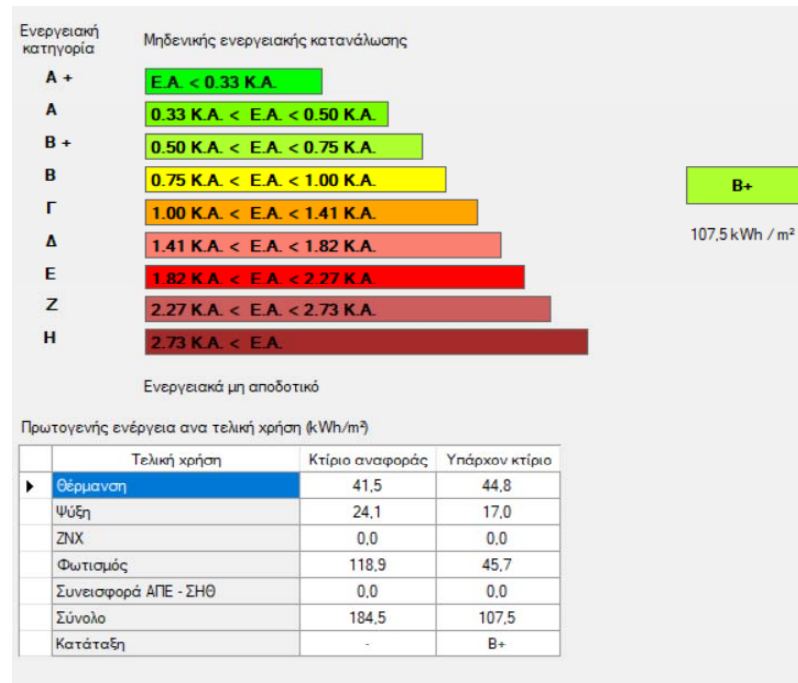 Ενεργειακή
κατηγορία
Μηδενικής ενεργειακής κατανάλωσης
Α +
Ε.Α. < 0.33 Κ.Α.
Α
0.33 Κ.Α. < Ε.Α. < 0.50 Κ.Α.
Β +
0.50 Κ.Α. < Ε.Α. < 0.75 Κ.Α.
Β
0.75 Κ.Α. < Ε.Α. < 1.00 Κ.Α.
Β+
Γ
1.00 Κ.Α. < Ε.Α. < 1.41 Κ.Α.
Δ
1.41 Κ.Α. < Ε.Α. < 1.82 Κ.Α.
107,5 kWh / m²
Ε
1.82 Κ.Α. < Ε.Α. < 2.27 Κ.Α.
Ζ
2.27 Κ.Α. < Ε.Α. < 2.73 Κ.Α.
Η
2.73 Κ.Α. < Ε.Α.
Ενεργειακά μη αποδοτικό
Πρωτογενής ενέργεια ανα τελική χρήση (kWh/m²)
Τελική χρήση Κτίριο αναφοράς Υπάρχον κτίριο
Θέρμανση 41,5 44,8
Ψύξη 24,1 17,0
ΖΝΧ 0,0 0,0
Φωτισμός 118,9 45,7
Συνεισφορά ΑΠΕ - ΣΗΘ 0,0 0,0
Σύνολο 184,5 107,5
Κατάταξη - Β+